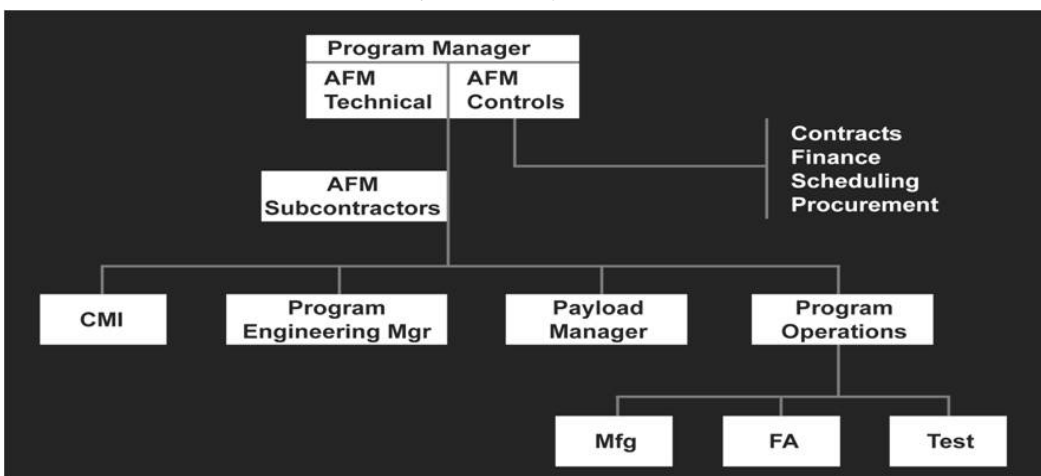 Program Manager
AFM
Technical
AFM
Controls
Contracts
Finance
Scheduling
Procurement
AFM
Subcontractors
CMI
Program
Engineering Mgr
Payload
Manager
Program
Operations
Mfg
FA
Test